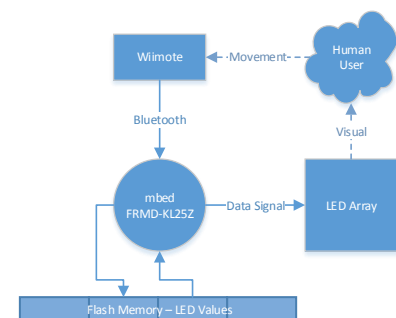 Human
User
Wiimote
Movement
Bluetooth
Visual
mbed
FRMD-KL25Z
Data Signal
LED Array
Flash Memory – LED Values